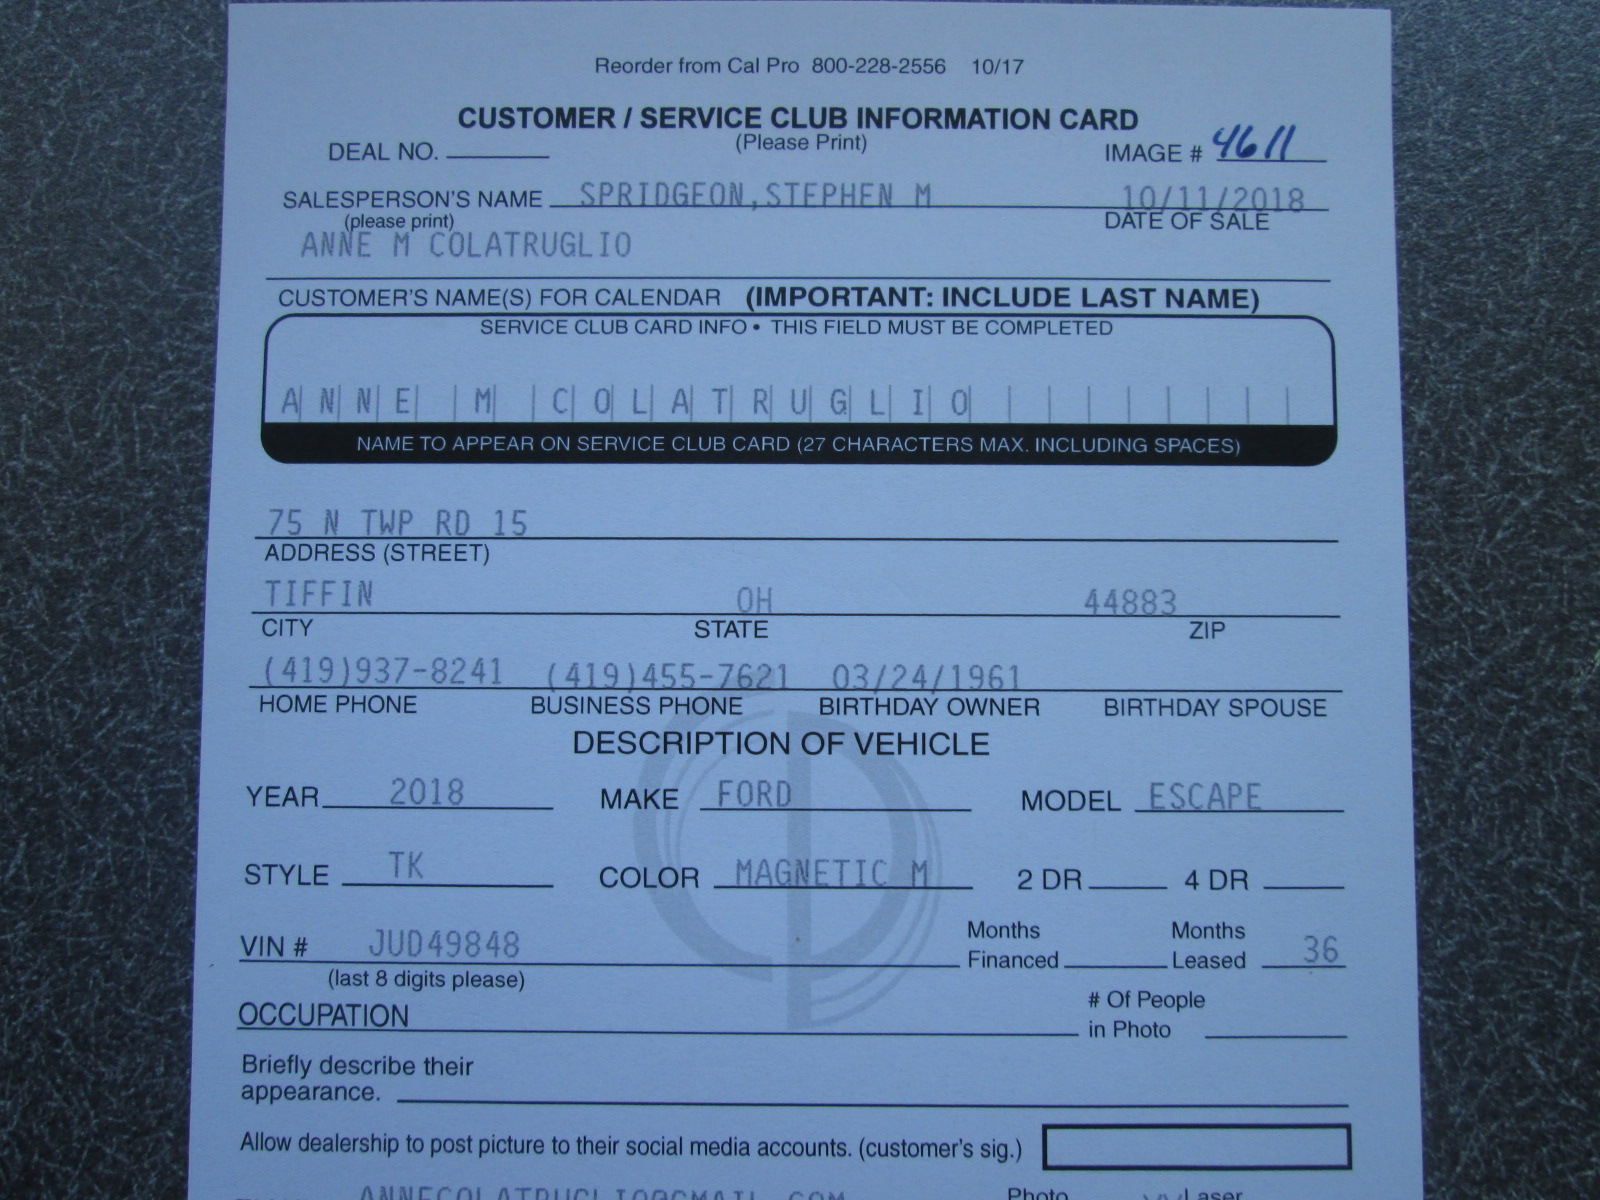 Reorder from Cal Pro 800-228-2556 10/17
CUSTOMER / SERVICE CLUB INFORMATION CARD
(Please Print)
DEAL NO. IMAGE # 4611
SALESPERSON'S NAME SPRIDGEON,STEPHEN M 10/11/2018
(please print) DATE OF SALE
ANNE M COLATRUGLIO
CUSTOMER'S NAME(S) FOR CALENDAR (IMPORTANT: INCLUDE LAST NAME)
SERVICE CLUB CARD INFO • THIS FIELD MUST BE COMPLETED
ANNE M COLATRUGLIO
NAME TO APPEAR ON SERVICE CLUB CARD (27 CHARACTERS MAX. INCLUDING SPACES)
75 N TWP RD 15
ADDRESS (STREET)
TIFFIN OH 44883
CITY STATE ZIP
(419)937-8241 (419)455-7621 03/24/1961
HOME PHONE BUSINESS PHONE BIRTHDAY OWNER BIRTHDAY SPOUSE
DESCRIPTION OF VEHICLE
YEAR 2018 MAKE FORD MODEL ESCAPE
STYLE TK COLOR MAGNETIC M 2 DR 4 DR
Months Months
VIN # JUD49848 Financed Leased 36
(last 8 digits please)
# Of People
OCCUPATION in Photo
Briefly describe their
appearance.
Allow dealership to post picture to their social media accounts. (customer's sig.)
ANNECOLATRUGLIO@GMAIL.COM Photo Laser